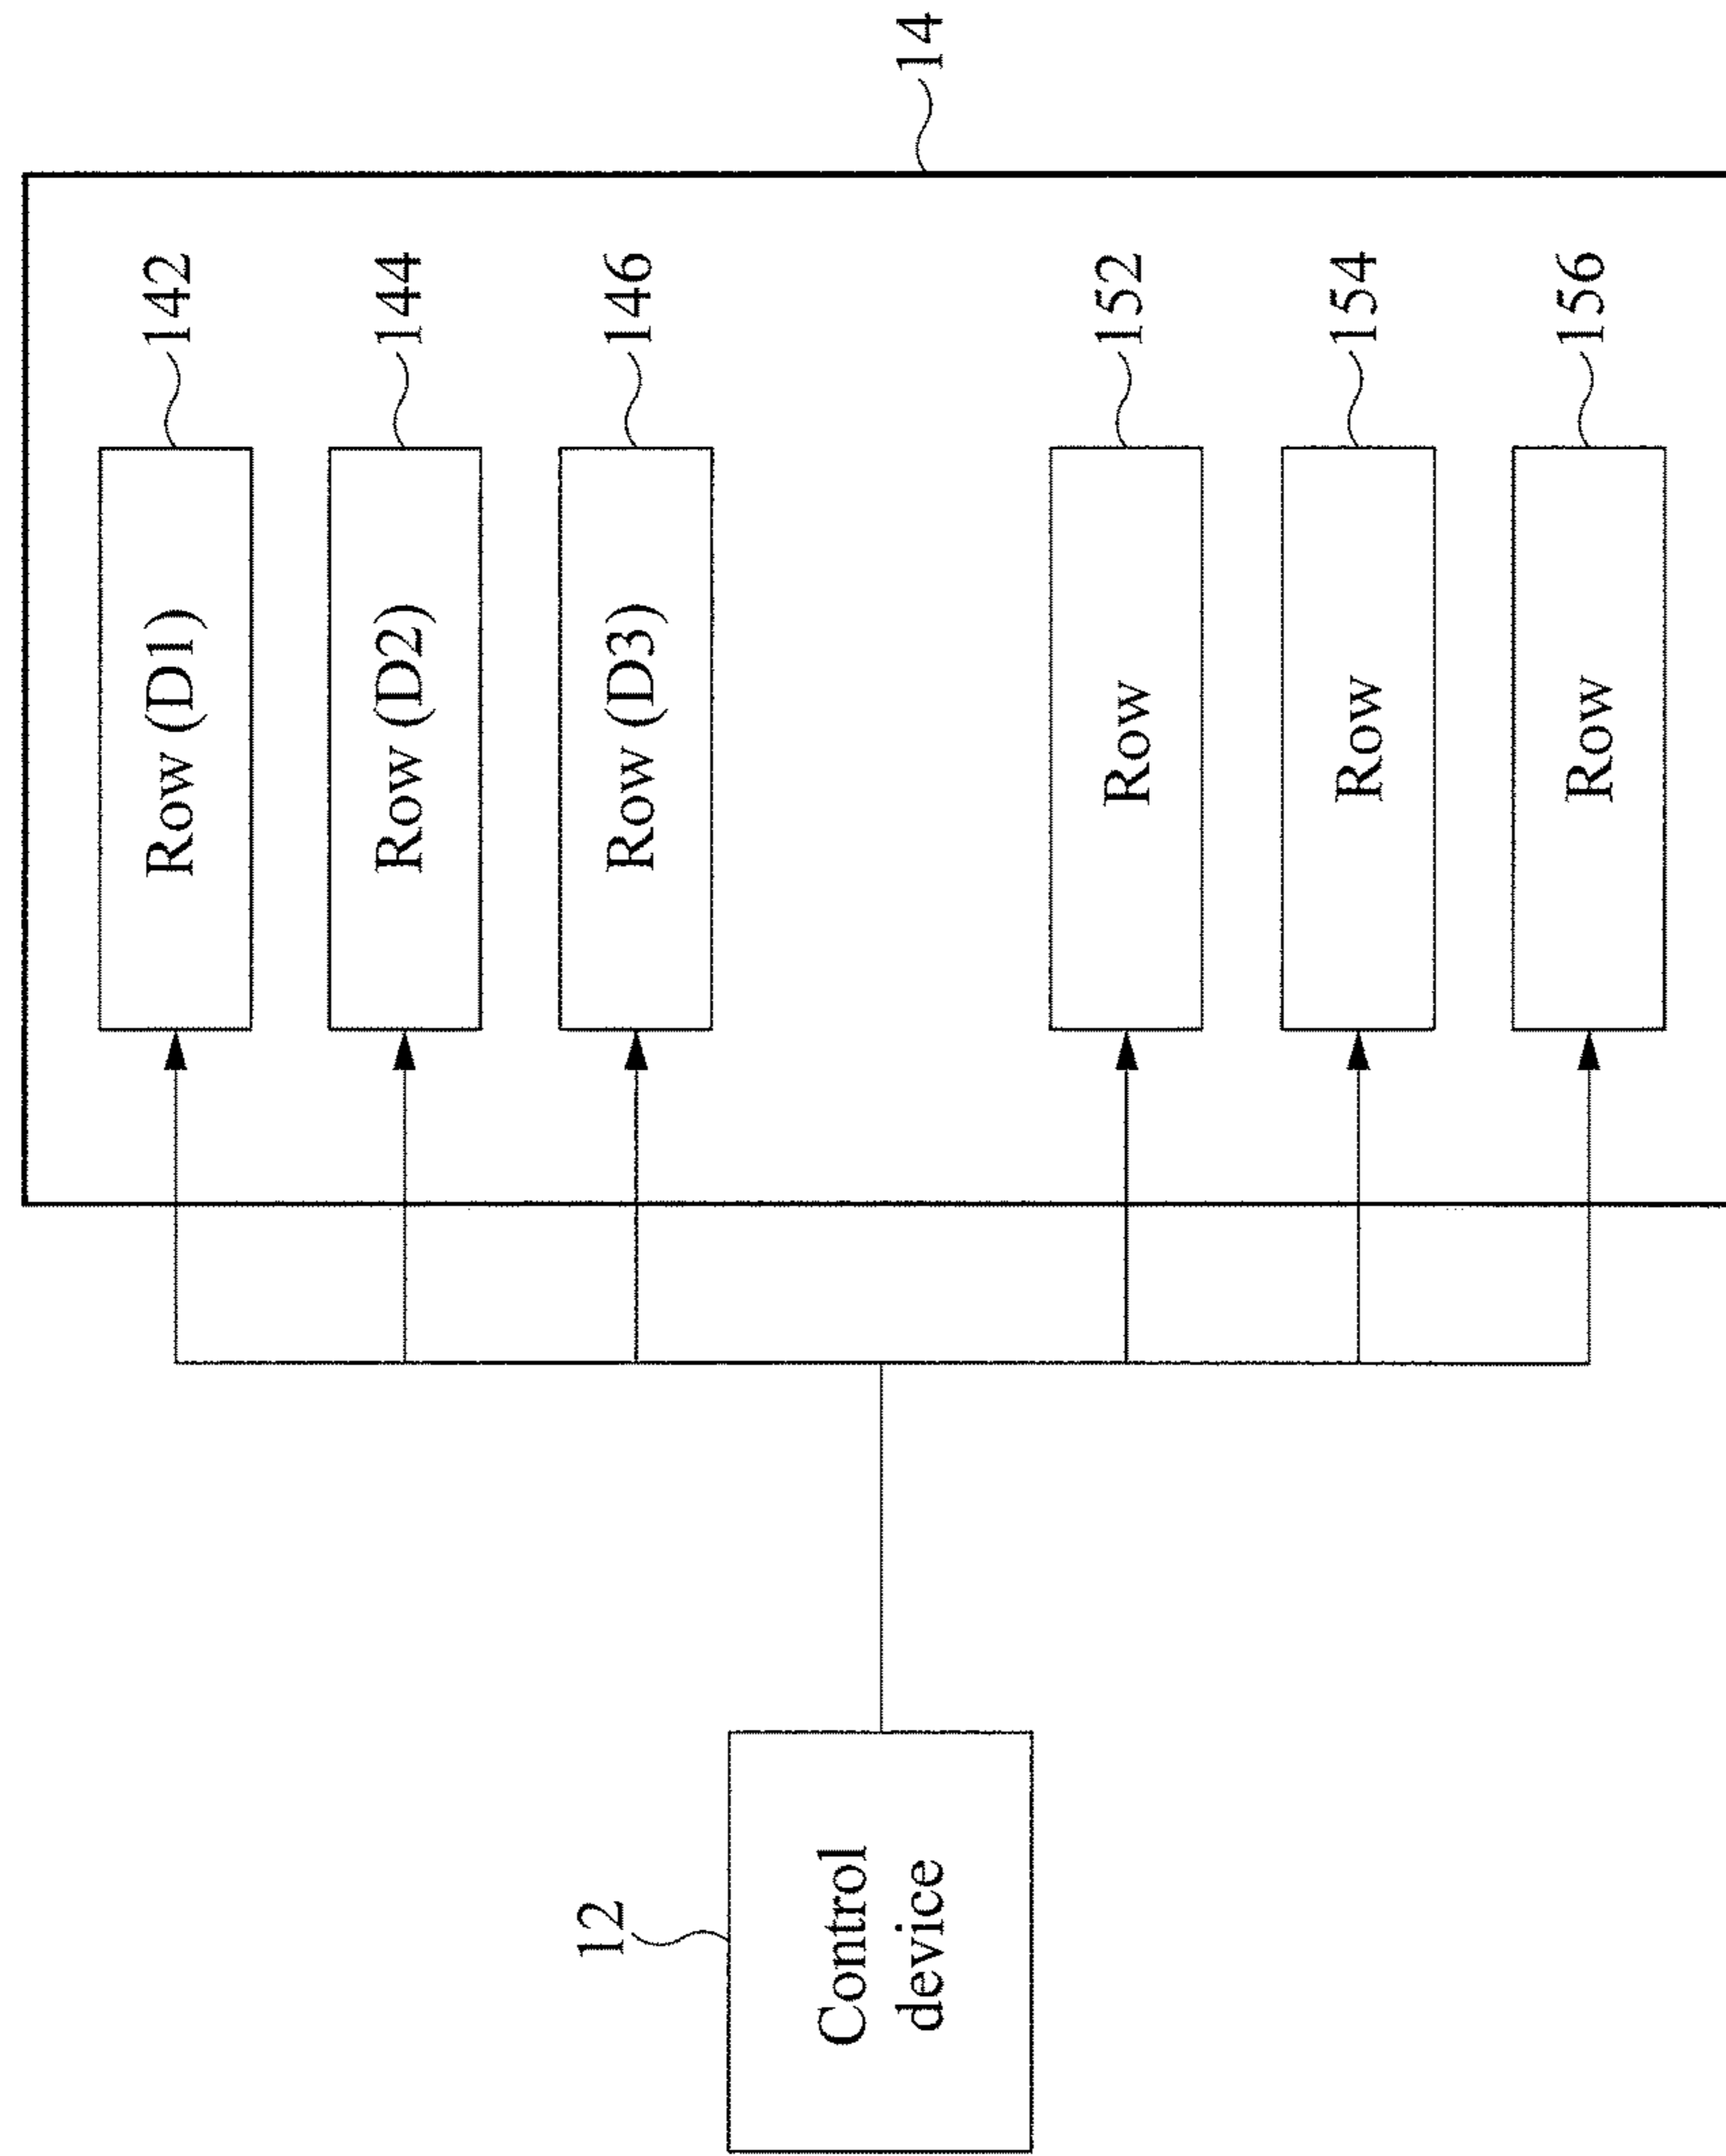 14
Row (D1)
142
Row (D2)
144
Row (D3)
146
Row
152
Row
154
Row
156
12
Control
device